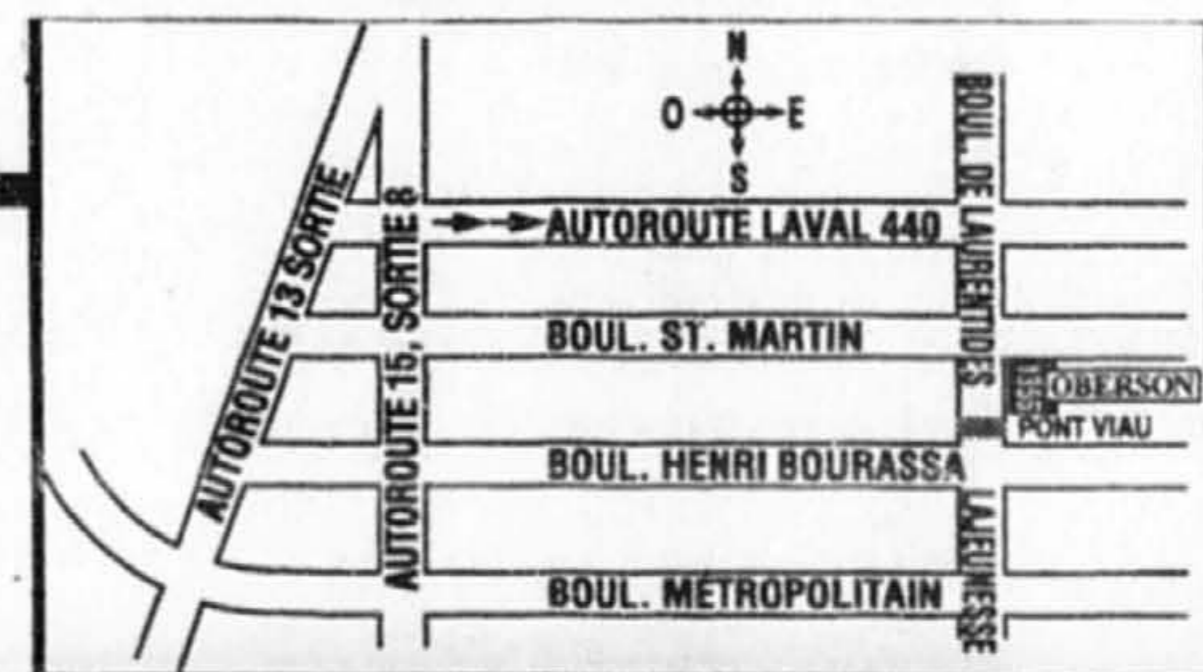 N
O E
S
BOUL. DE LAURENTIDES
AUTOROUTE 13 SORTIE
AUTOROUTE 15, SORTIE 8
AUTOROUTE LAVAL 440
BOUL. ST. MARTIN
OBERSON
PONT VIAU
BOUL. HENRI BOURASSA
LAJEUNESSE
BOUL. MÉTROPOLITAIN